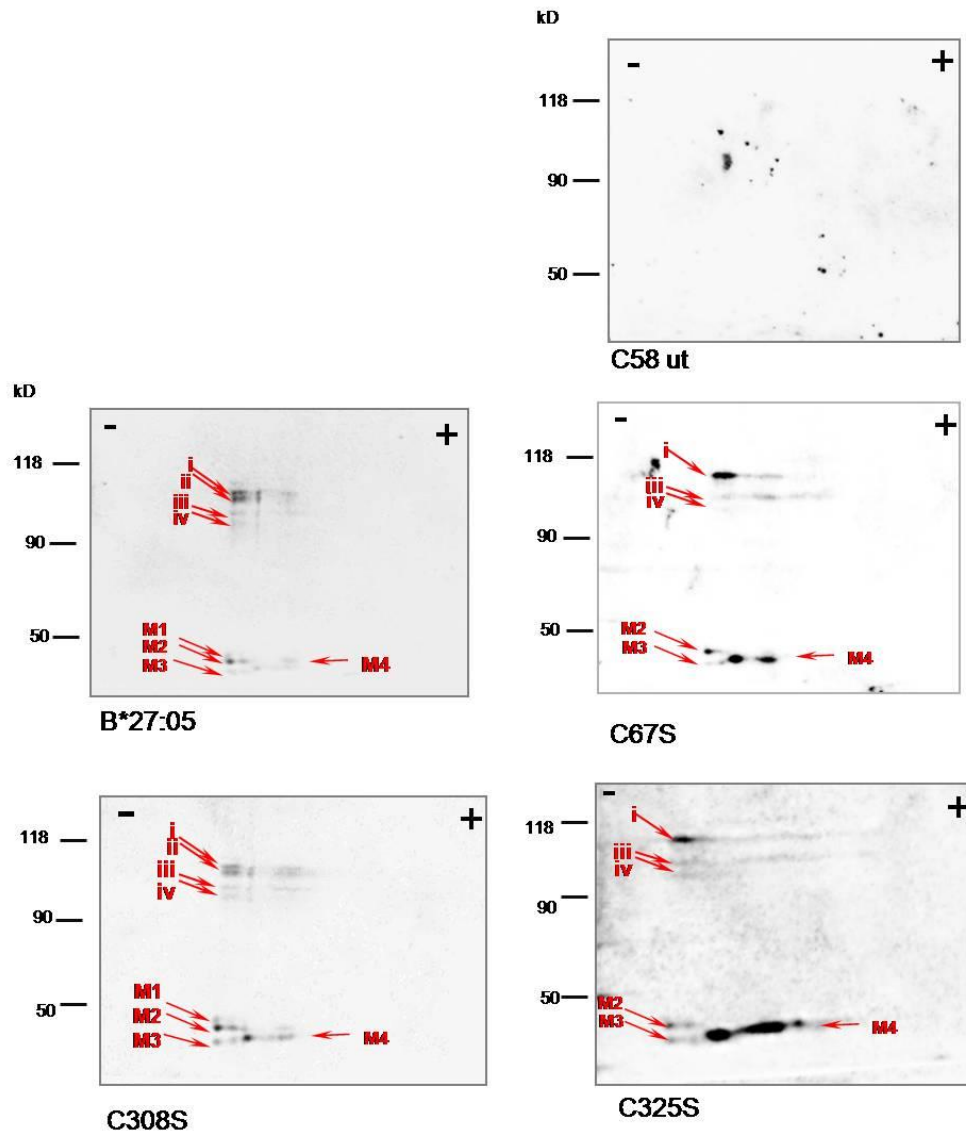 kD
- +
118
90
50
C58 ut
kD
- +
118
i
ii
iii
iv
90
50
M1
M2
M3
M4
B*27:05
- +
118
i
iii
iv
90
50
M2
M3
M4
C67S
- +
118
i
ii
iii
iv
90
50
M1
M2
M3
M4
C308S
- +
118
i
iii
iv
90
50
M2
M3
M4
C325S